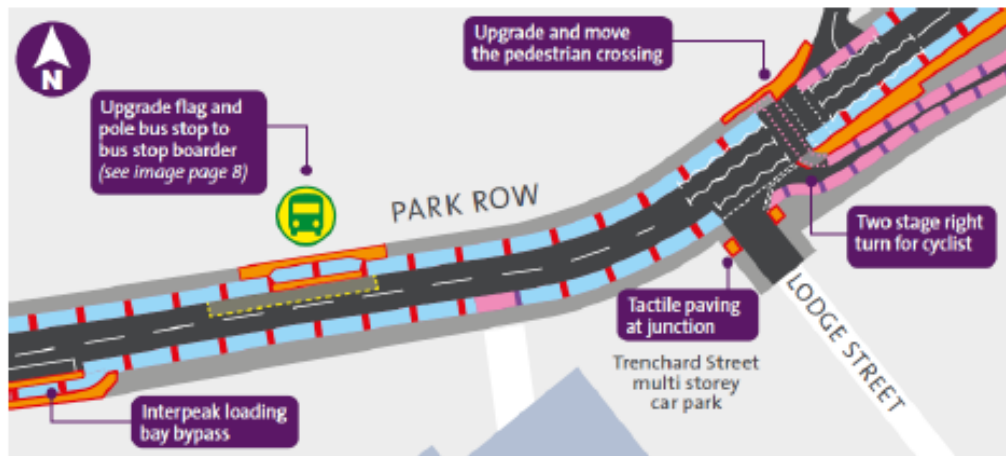 N
Upgrade flag and
pole bus stop to
bus stop boarder
(see image page 8)
Upgrade and move
the pedestrian crossing
PARK ROW
Two stage right
turn for cyclist
Tactile paving
at junction
LODGE STREET
Trenchard Street
multi storey
car park
Interpeak loading
bay bypass